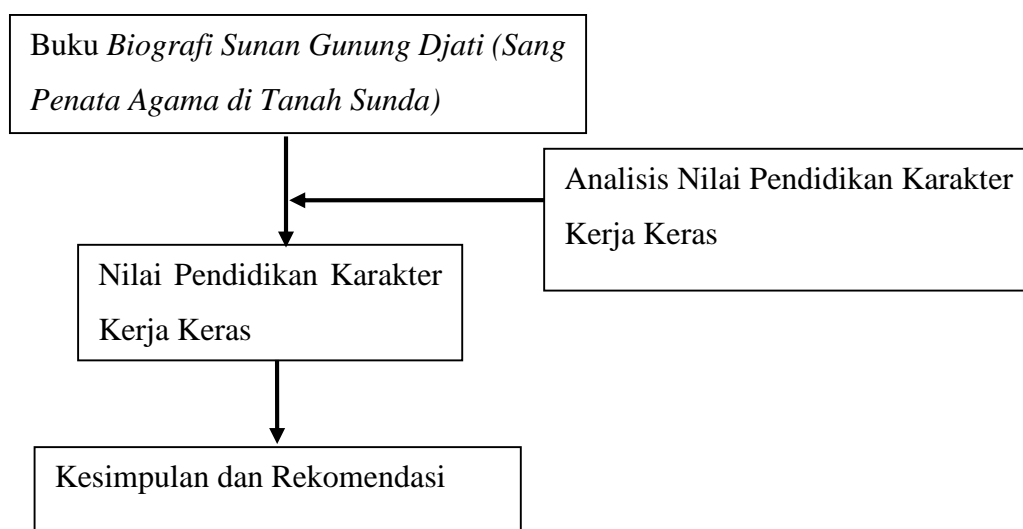 Buku Biografi Sunan Gunung Djati (Sang
Penata Agama di Tanah Sunda)
Analisis Nilai Pendidikan Karakter
Kerja Keras
Nilai Pendidikan Karakter
Kerja Keras
Kesimpulan dan Rekomendasi